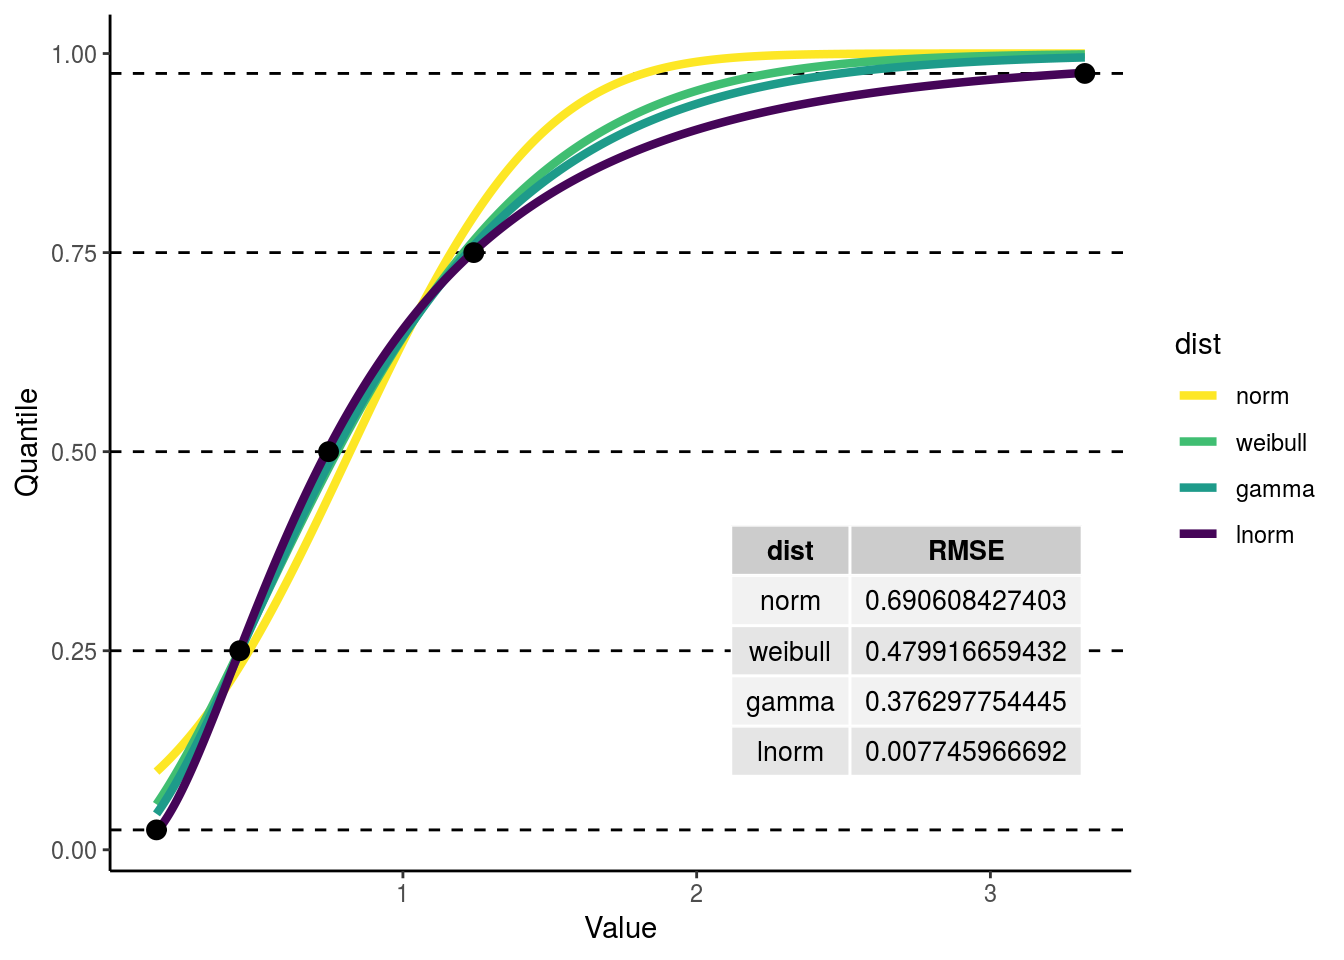 1.00
0.75
0.50
0.25
0.00
Quantile
1 2 3
Value
dist RMSE
norm 0.690608427403
weibull 0.479916659432
gamma 0.376297754445
lnorm 0.007745966692
dist
norm
weibull
gamma
lnorm